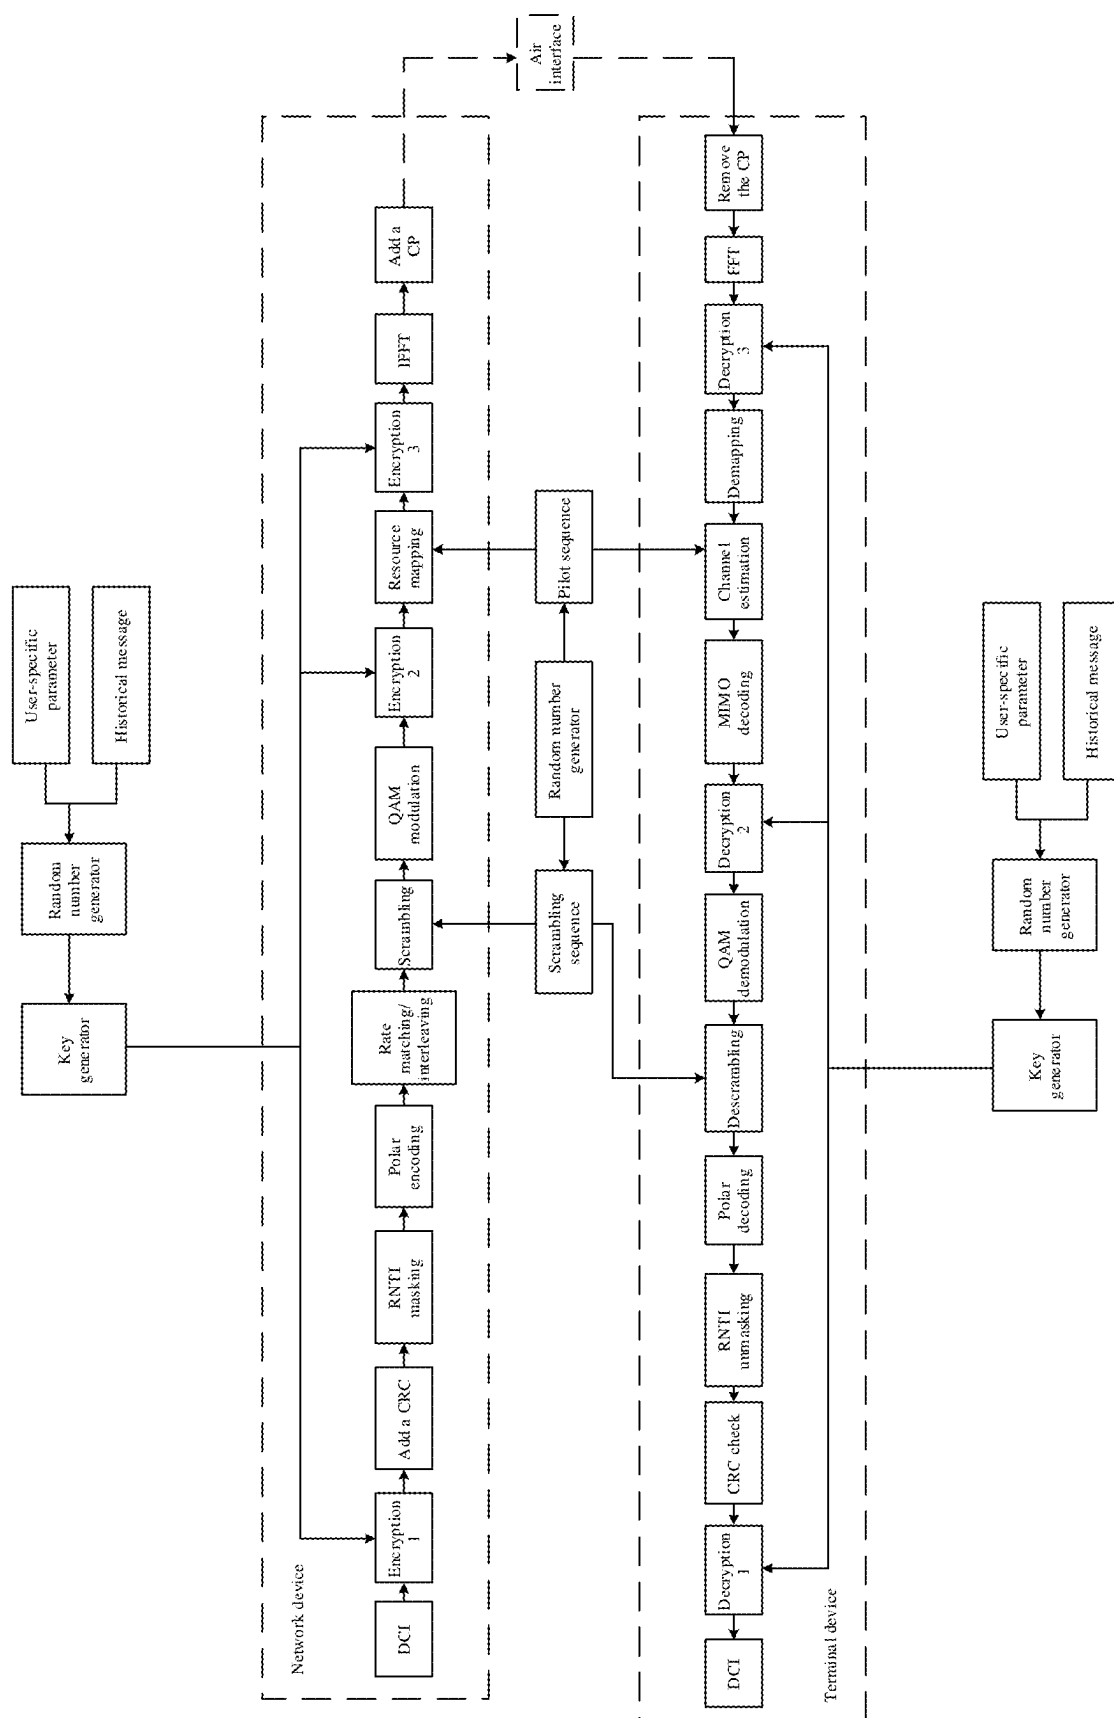 User-specific
parameter
Historical message
Random
number
generator
Key
generator
Network device
DCI
Encryption
1
Add a CRC
RNTI
masking
Polar
encoding
Rate
matching/
interleaving
Scrambling
QAM
modulation
Encryption
2
Resource
mapping
Encryption
3
IFFT
Add a
CP
Air
interface
Scrambling
sequence
Random number
generator
Pilot sequence
Terminal device
DCI
Decryption
1
CRC check
RNTI
unmasking
Polar
decoding
Descrambling
QAM
demodulation
Decryption
2
MIMO
decoding
Channel
estimation
Demapping
Decryption
3
FFT
Remove
the CP
User-specific
parameter
Historical message
Random
number
generator
Key
generator